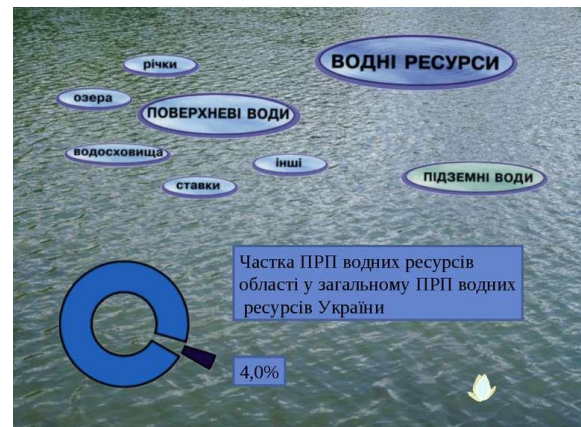 ВОДНІ РЕСУРСИ
річки
озера
ПОВЕРХНЕВІ ВОДИ
водосховища
інші
ставки
ПІДЗЕМНІ ВОДИ
Частка ПРП водних ресурсів
області у загальному ПРП водних
ресурсів України
4,0%